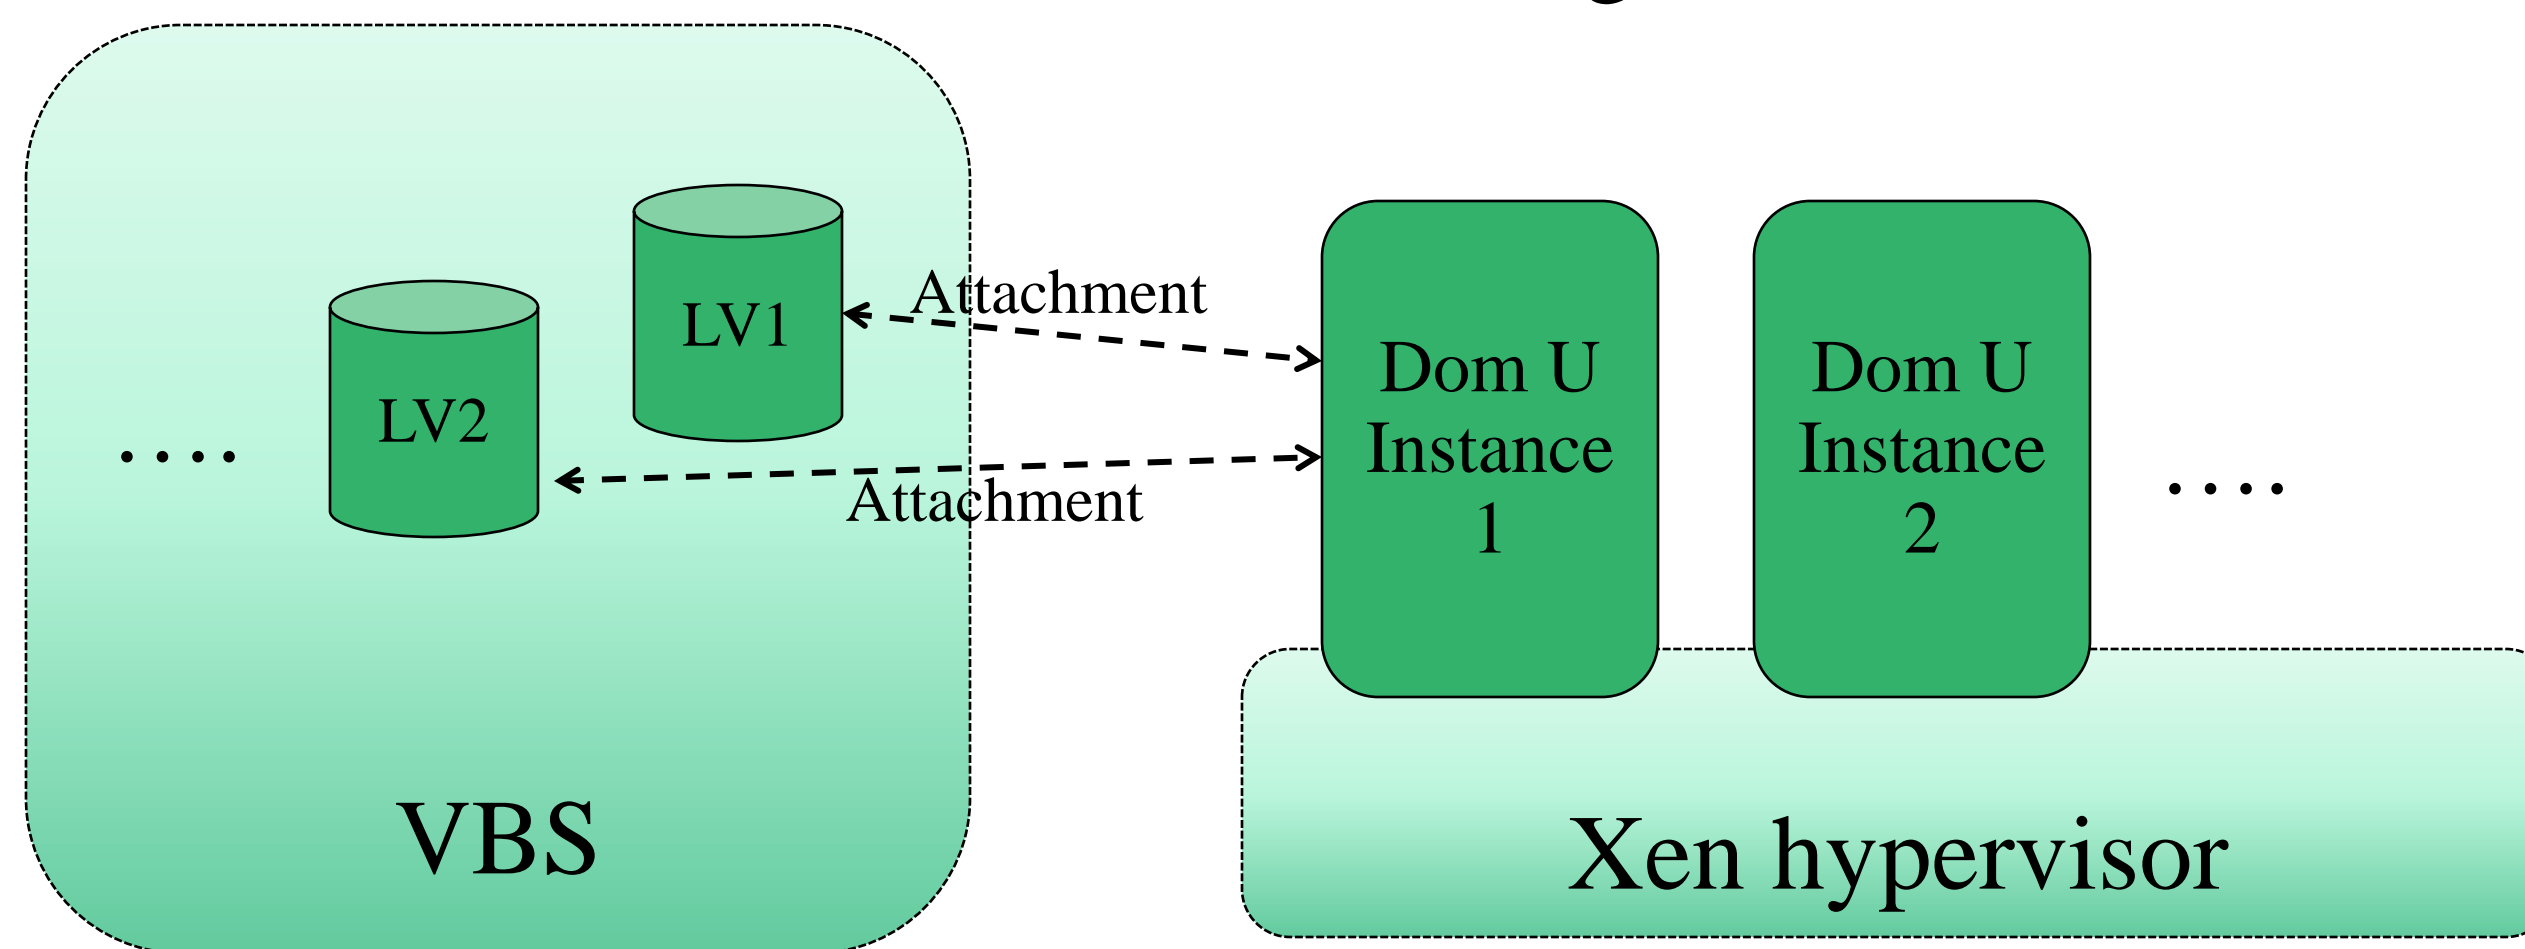 LV1
LV2
....
Attachment
Attachment
VBS
Dom U
Instance
1
Dom U
Instance
2
....
Xen hypervisor